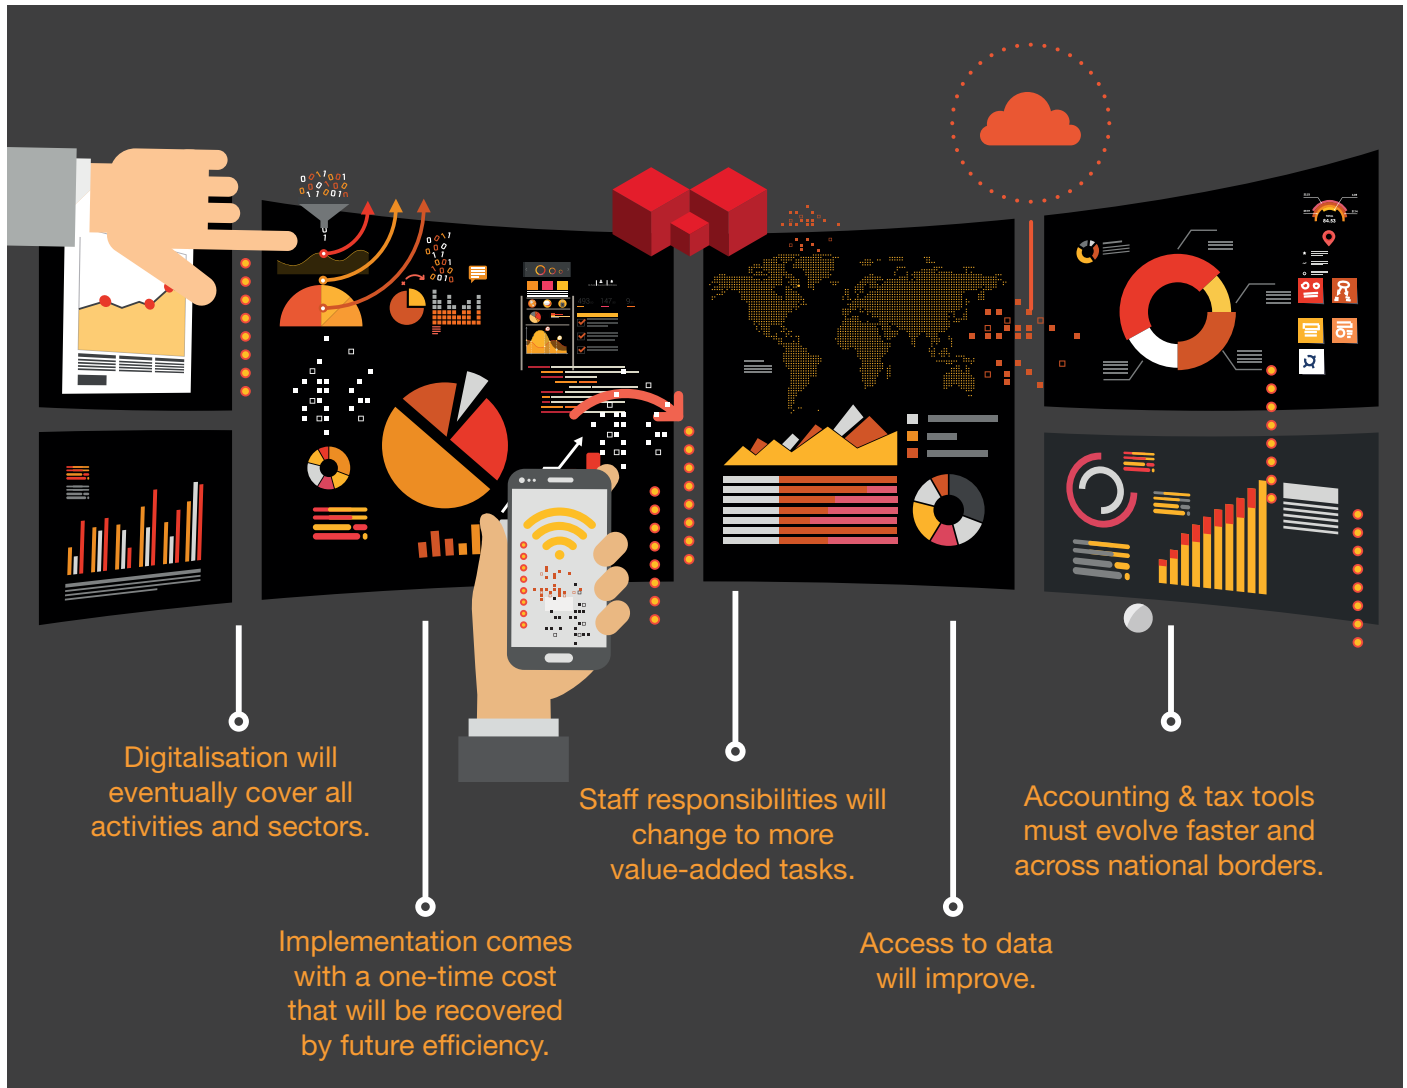 Digitalisation will
eventually cover all
activities and sectors.
Implementation comes
with a one-time cost
that will be recovered
by future efficiency.
Staff responsibilities will
change to more
value-added tasks.
Access to data
will improve.
Accounting & tax tools
must evolve faster and
across national borders.
84.53